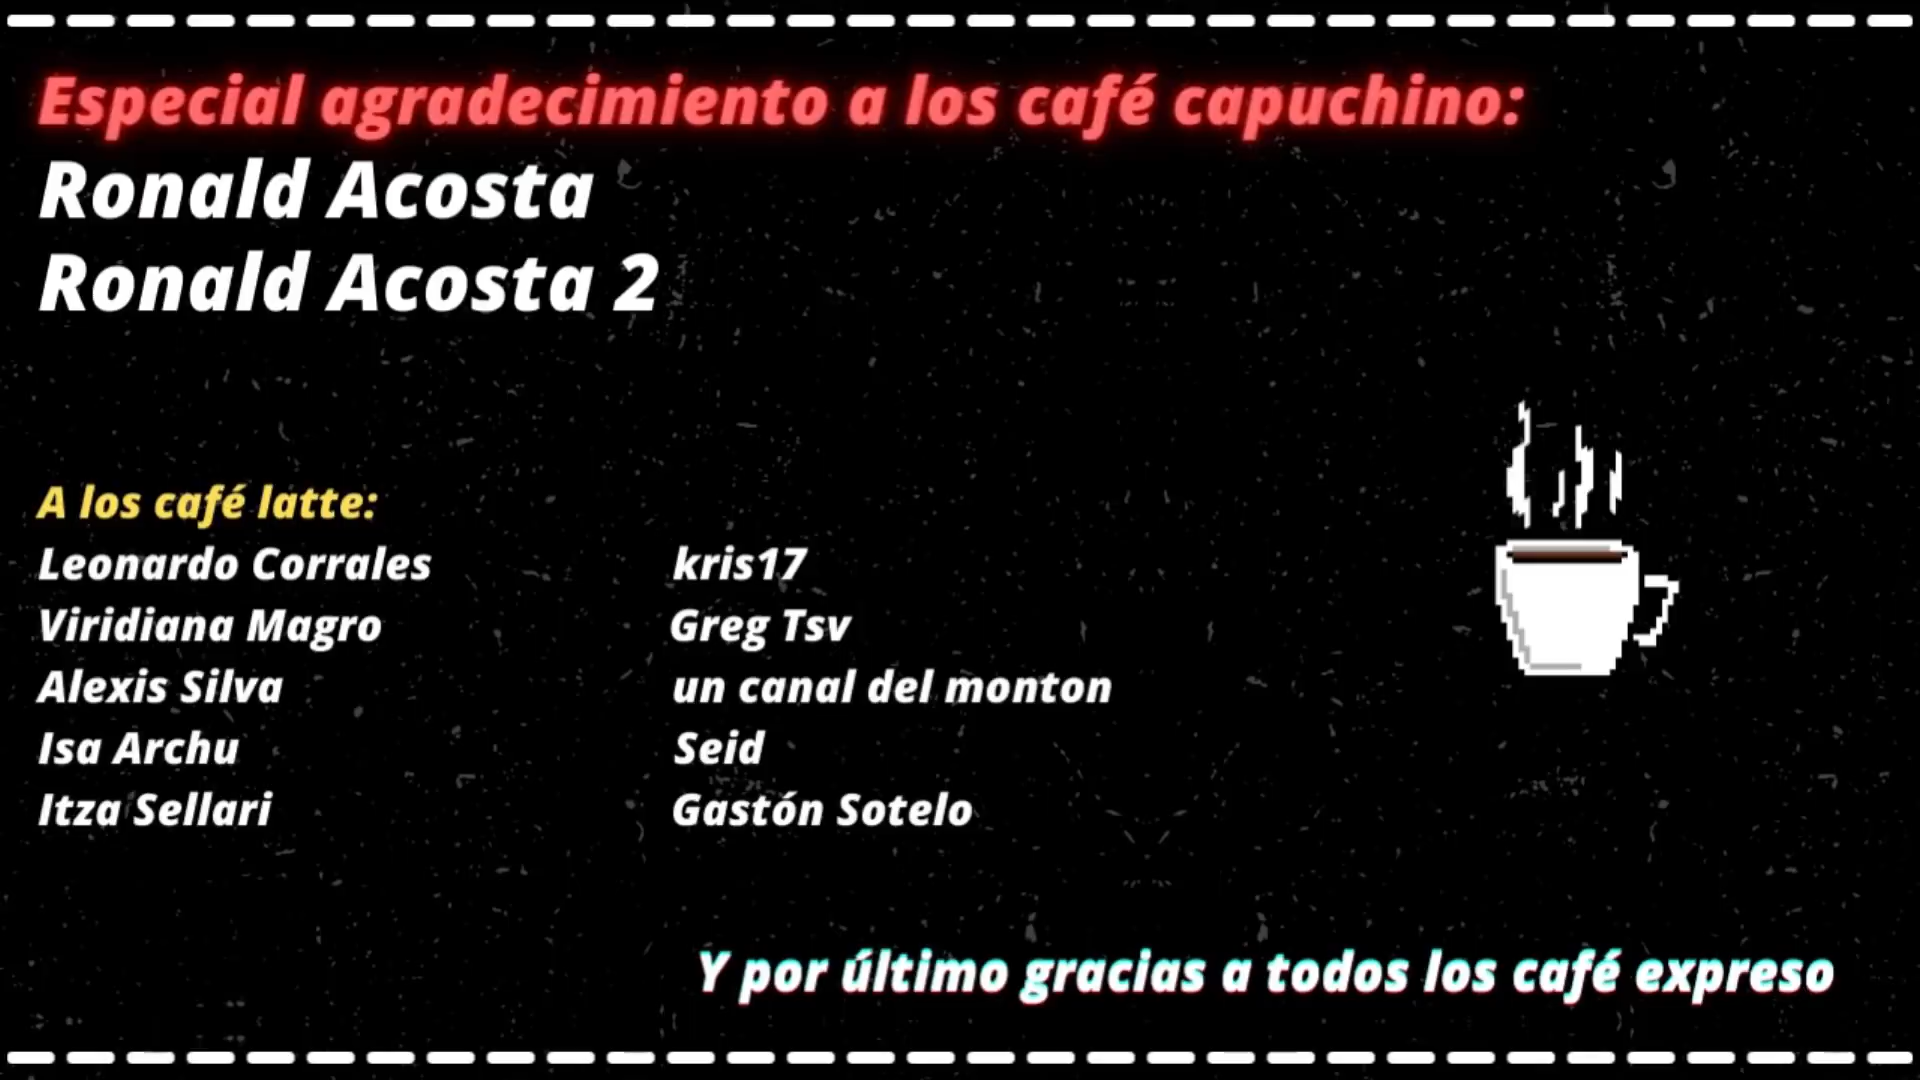 Especial agradecimiento a los café capuchino:
Ronald Acosta
Ronald Acosta 2
A los café latte:
Leonardo Corrales
Viridiana Magro
Alexis Silva
Isa Archu
Itza Sellari
kris17
Greg Tsv
un canal del monton
Seid
Gastón Sotelo
Y por último gracias a todos los café expreso